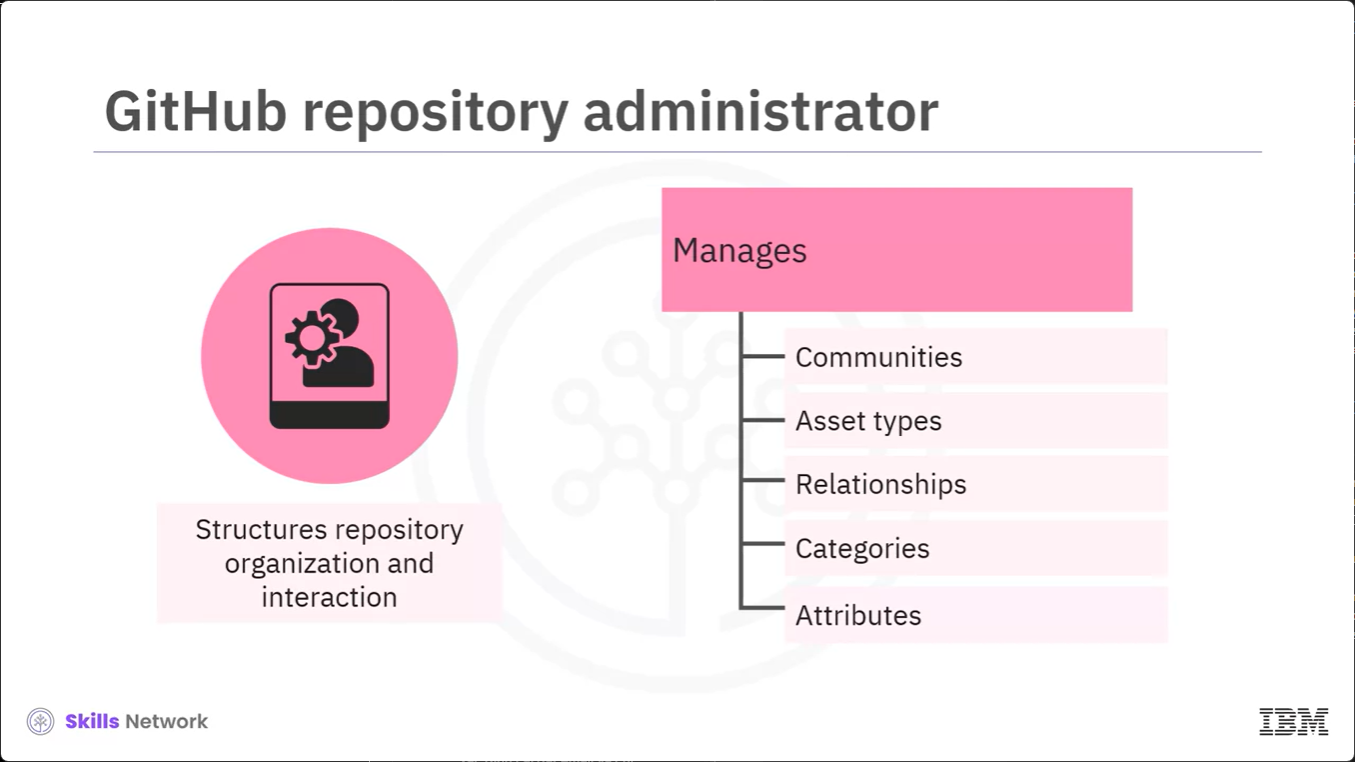 GitHub repository administrator
Structures repository
organization and
interaction
Manages
Communities
Asset types
Relationships
Categories
Attributes
Skills Network
IBM